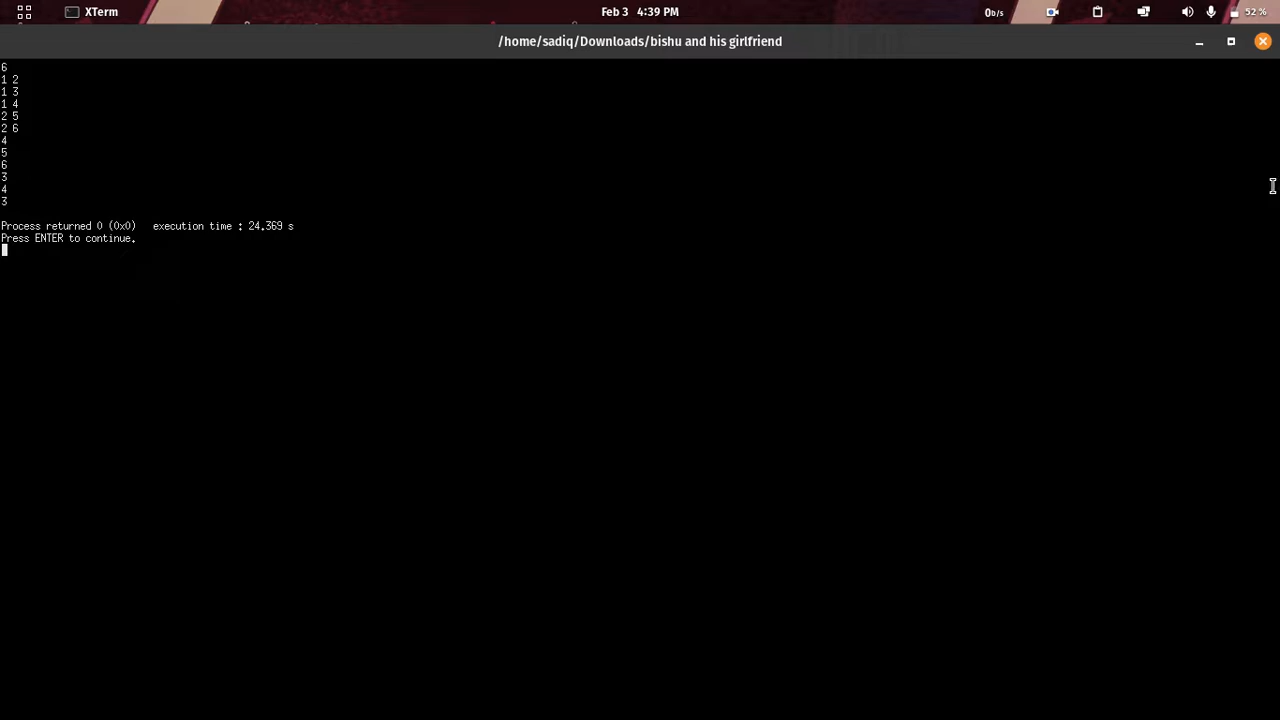 XTerm
Feb 3 4:39 PM
0b/s
52 %
/home/sadiq/Downloads/bishu and his girlfriend
6
1 2
1 3
1 4
2 5
2 6
4
5
6
3
4
3
Process returned 0 (0x0)   execution time : 24.369 s
Press ENTER to continue.